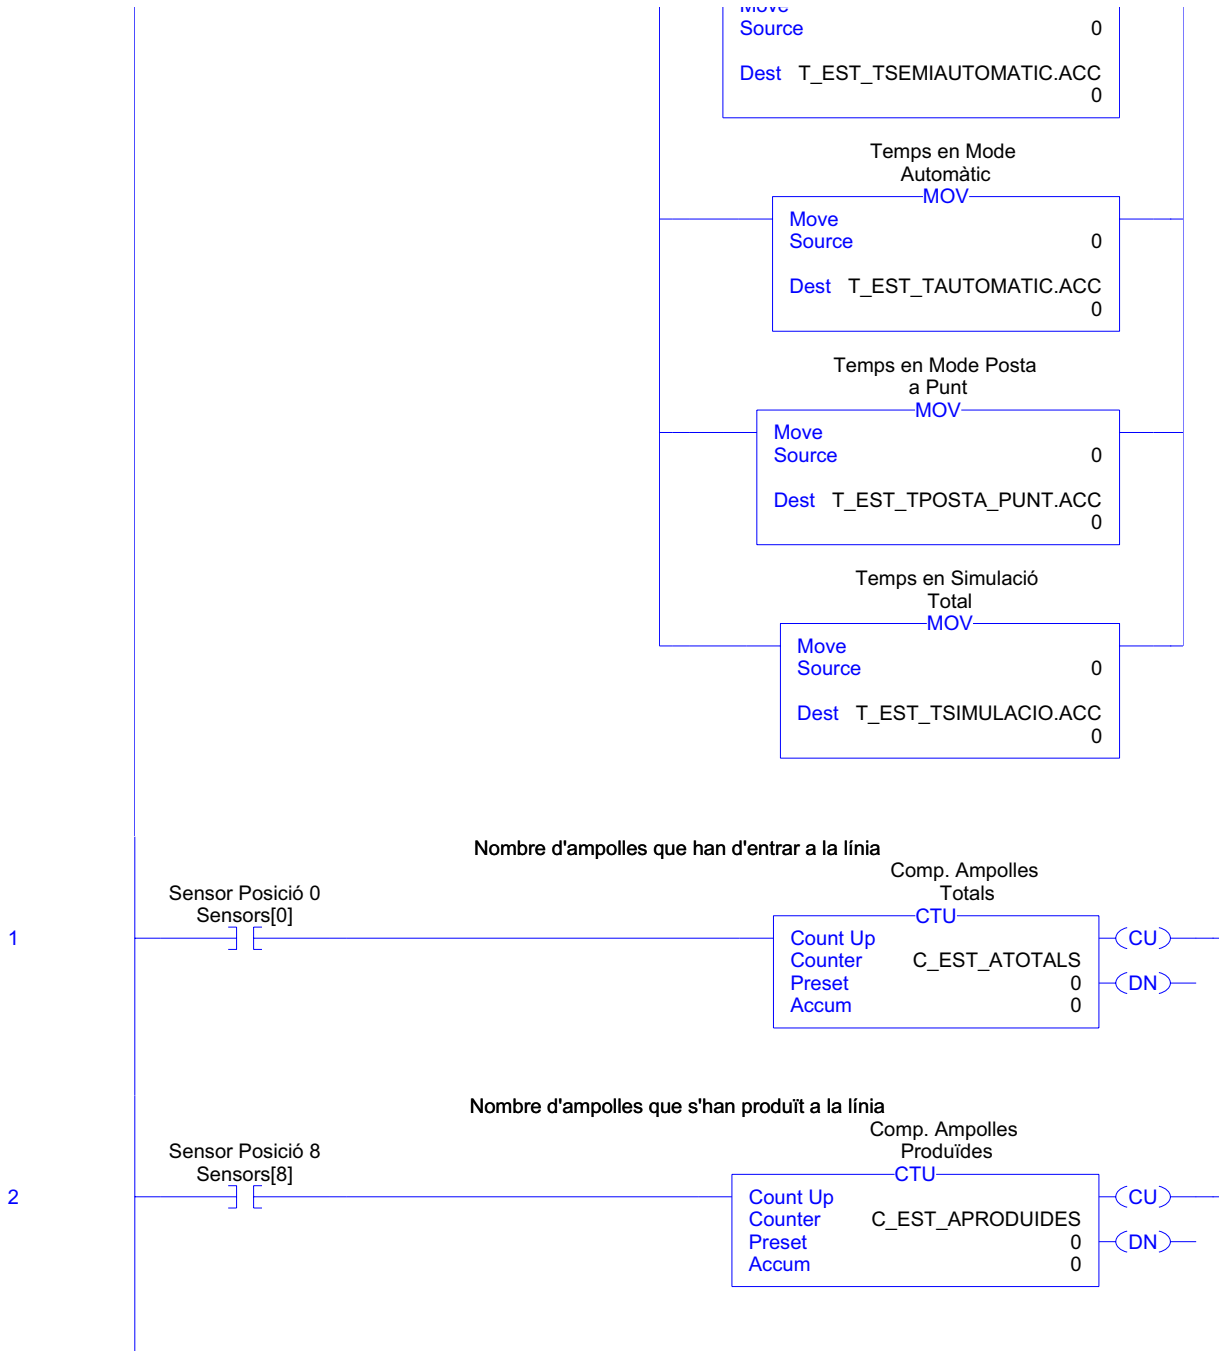 Move
Source 0
Dest T_EST_TSEMIAUTOMATIC.ACC
0
Temps en Mode
Automàtic
MOV
Move
Source 0
Dest T_EST_TAUTOMATIC.ACC
0
Temps en Mode Posta
a Punt
MOV
Move
Source 0
Dest T_EST_TPOSTA_PUNT.ACC
0
Temps en Simulació
Total
MOV
Move
Source 0
Dest T_EST_TSIMULACIO.ACC
0
Nombre d'ampolles que han d'entrar a la línia
Sensor Posició 0
Sensors[0]
Comp. Ampolles
Totals
CTU
1
Count Up
Counter C_EST_ATOTALS
Preset 0
Accum 0
CU
DN
Nombre d'ampolles que s'han produït a la línia
Sensor Posició 8
Sensors[8]
Comp. Ampolles
Produïdes
CTU
2
Count Up
Counter C_EST_APRODUIDES
Preset 0
Accum 0
CU
DN